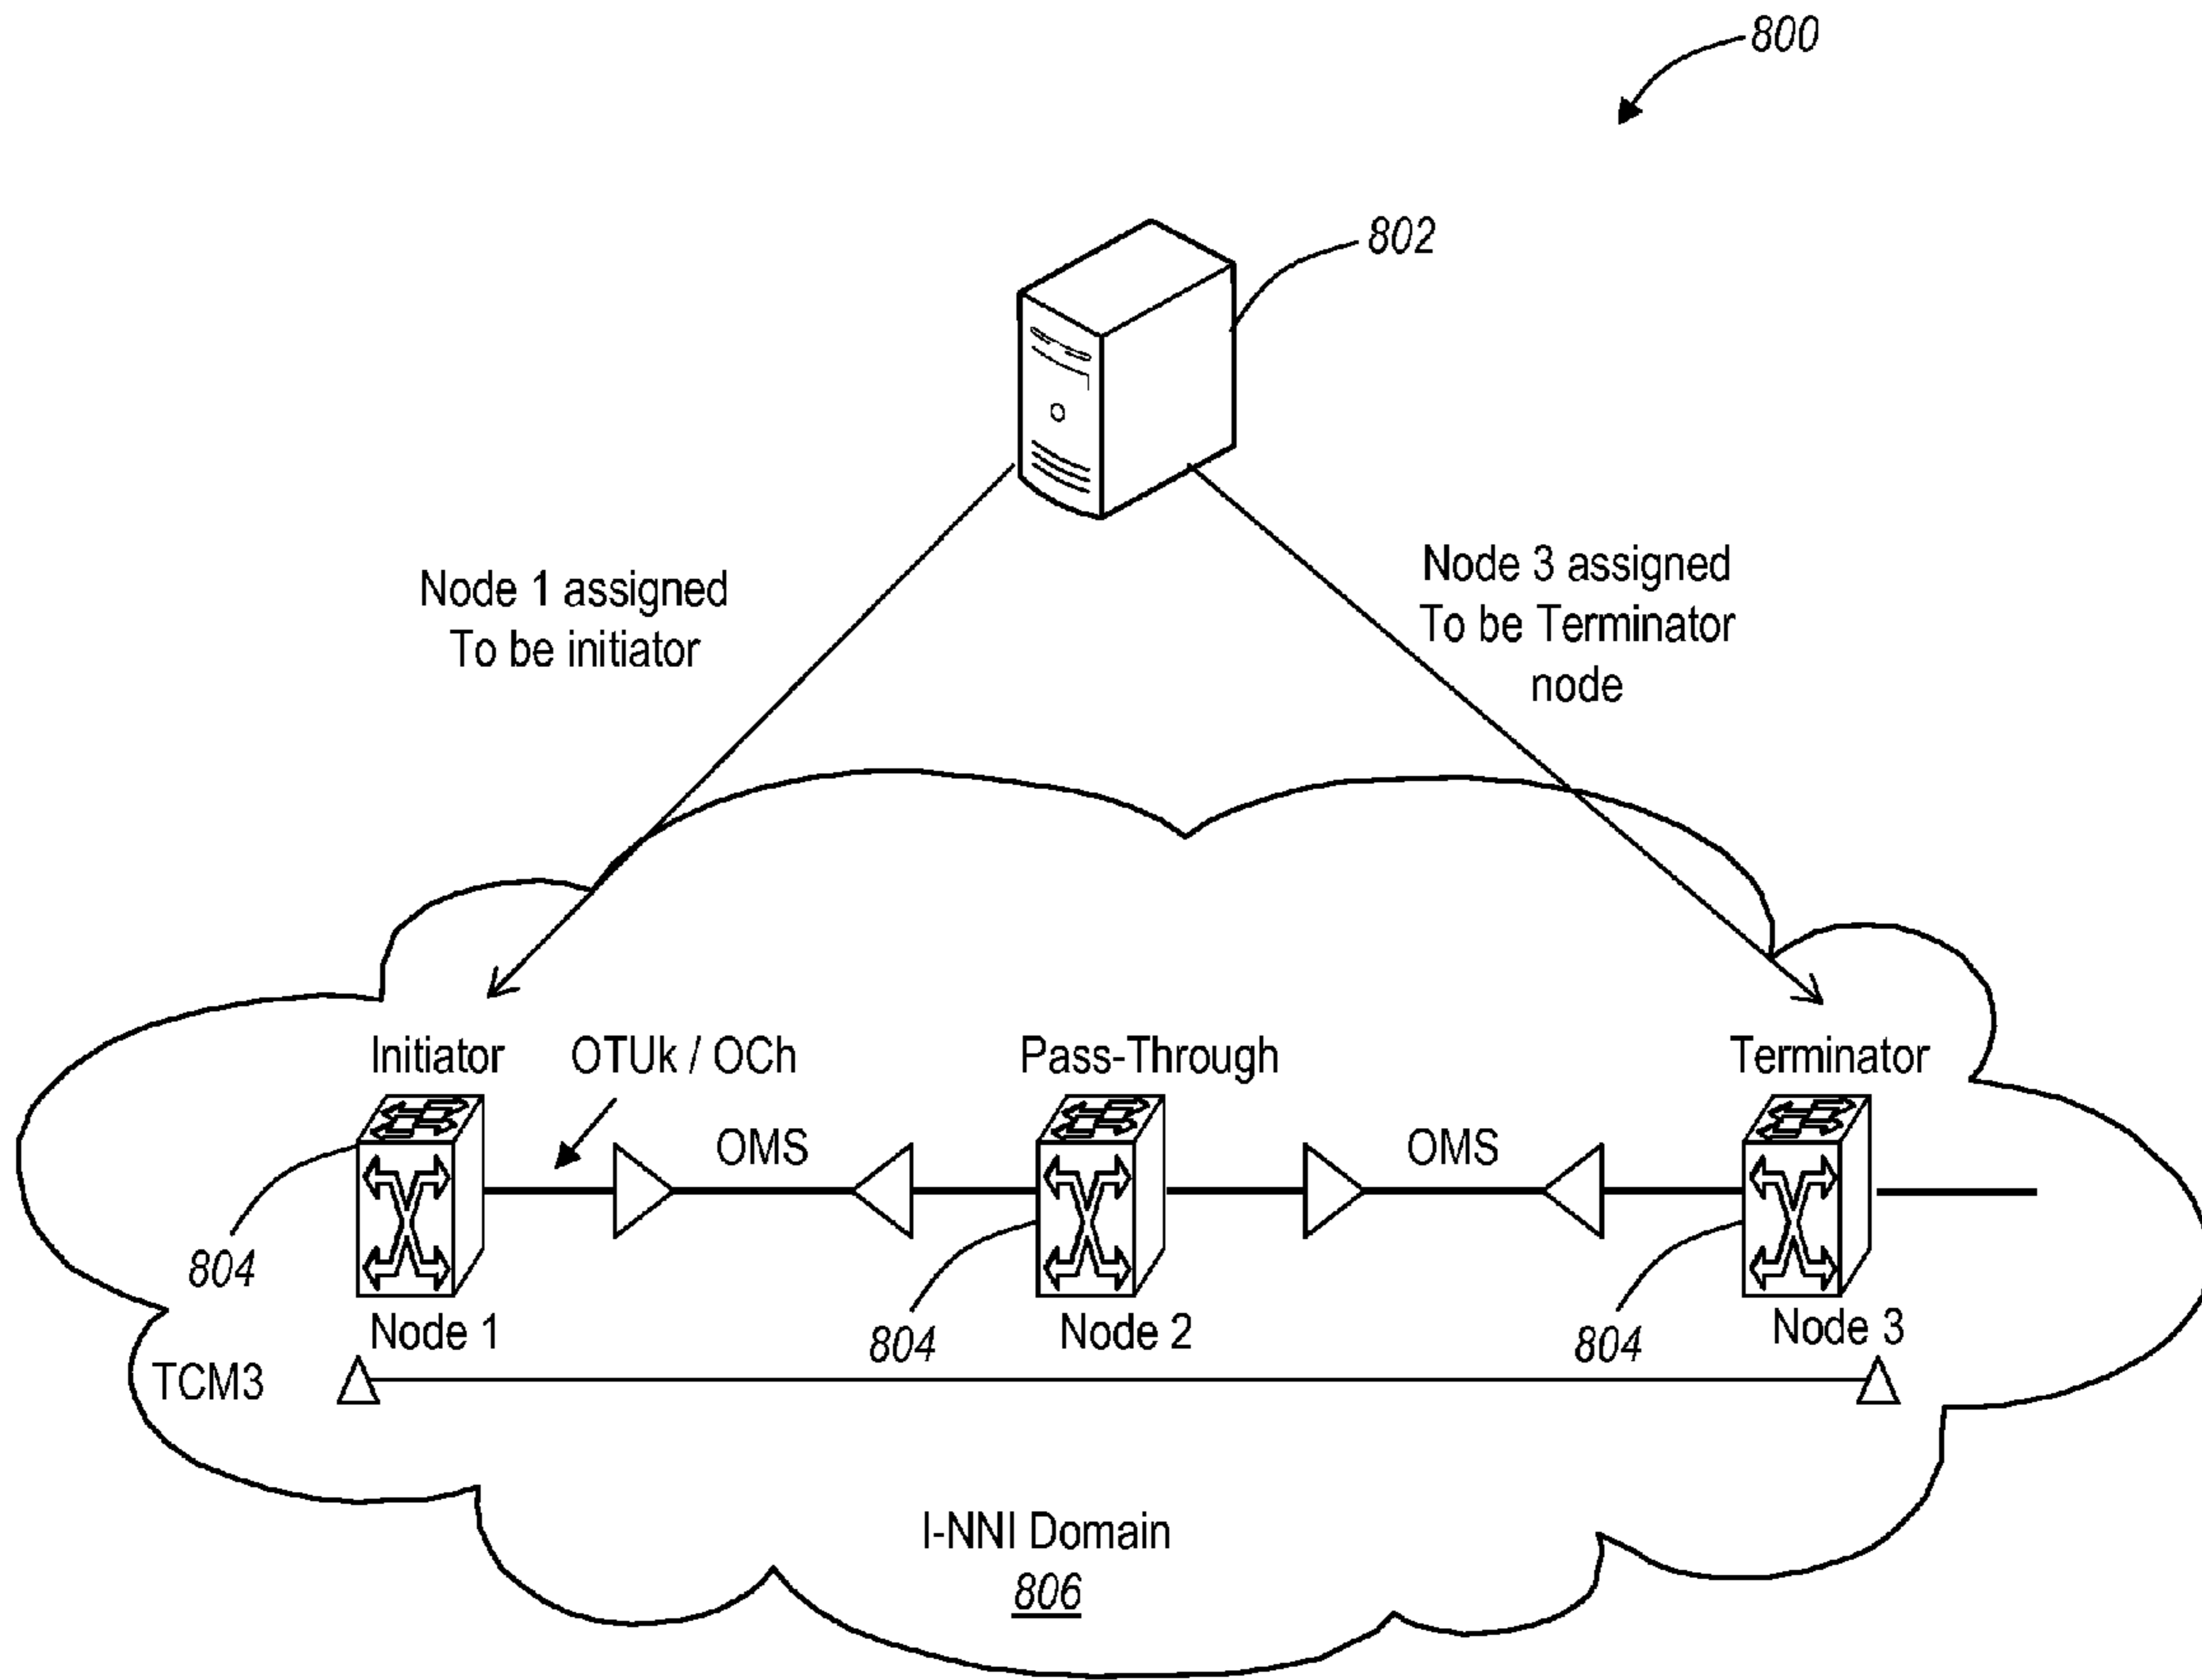 800
802
Node 1 assigned
To be initiator
Node 3 assigned
To be Terminator
node
Initiator
OTUk / OCh
Pass-Through
Terminator
OMS
OMS
804
804
804
Node 1
Node 2
Node 3
TCM3
I-NNI Domain
806